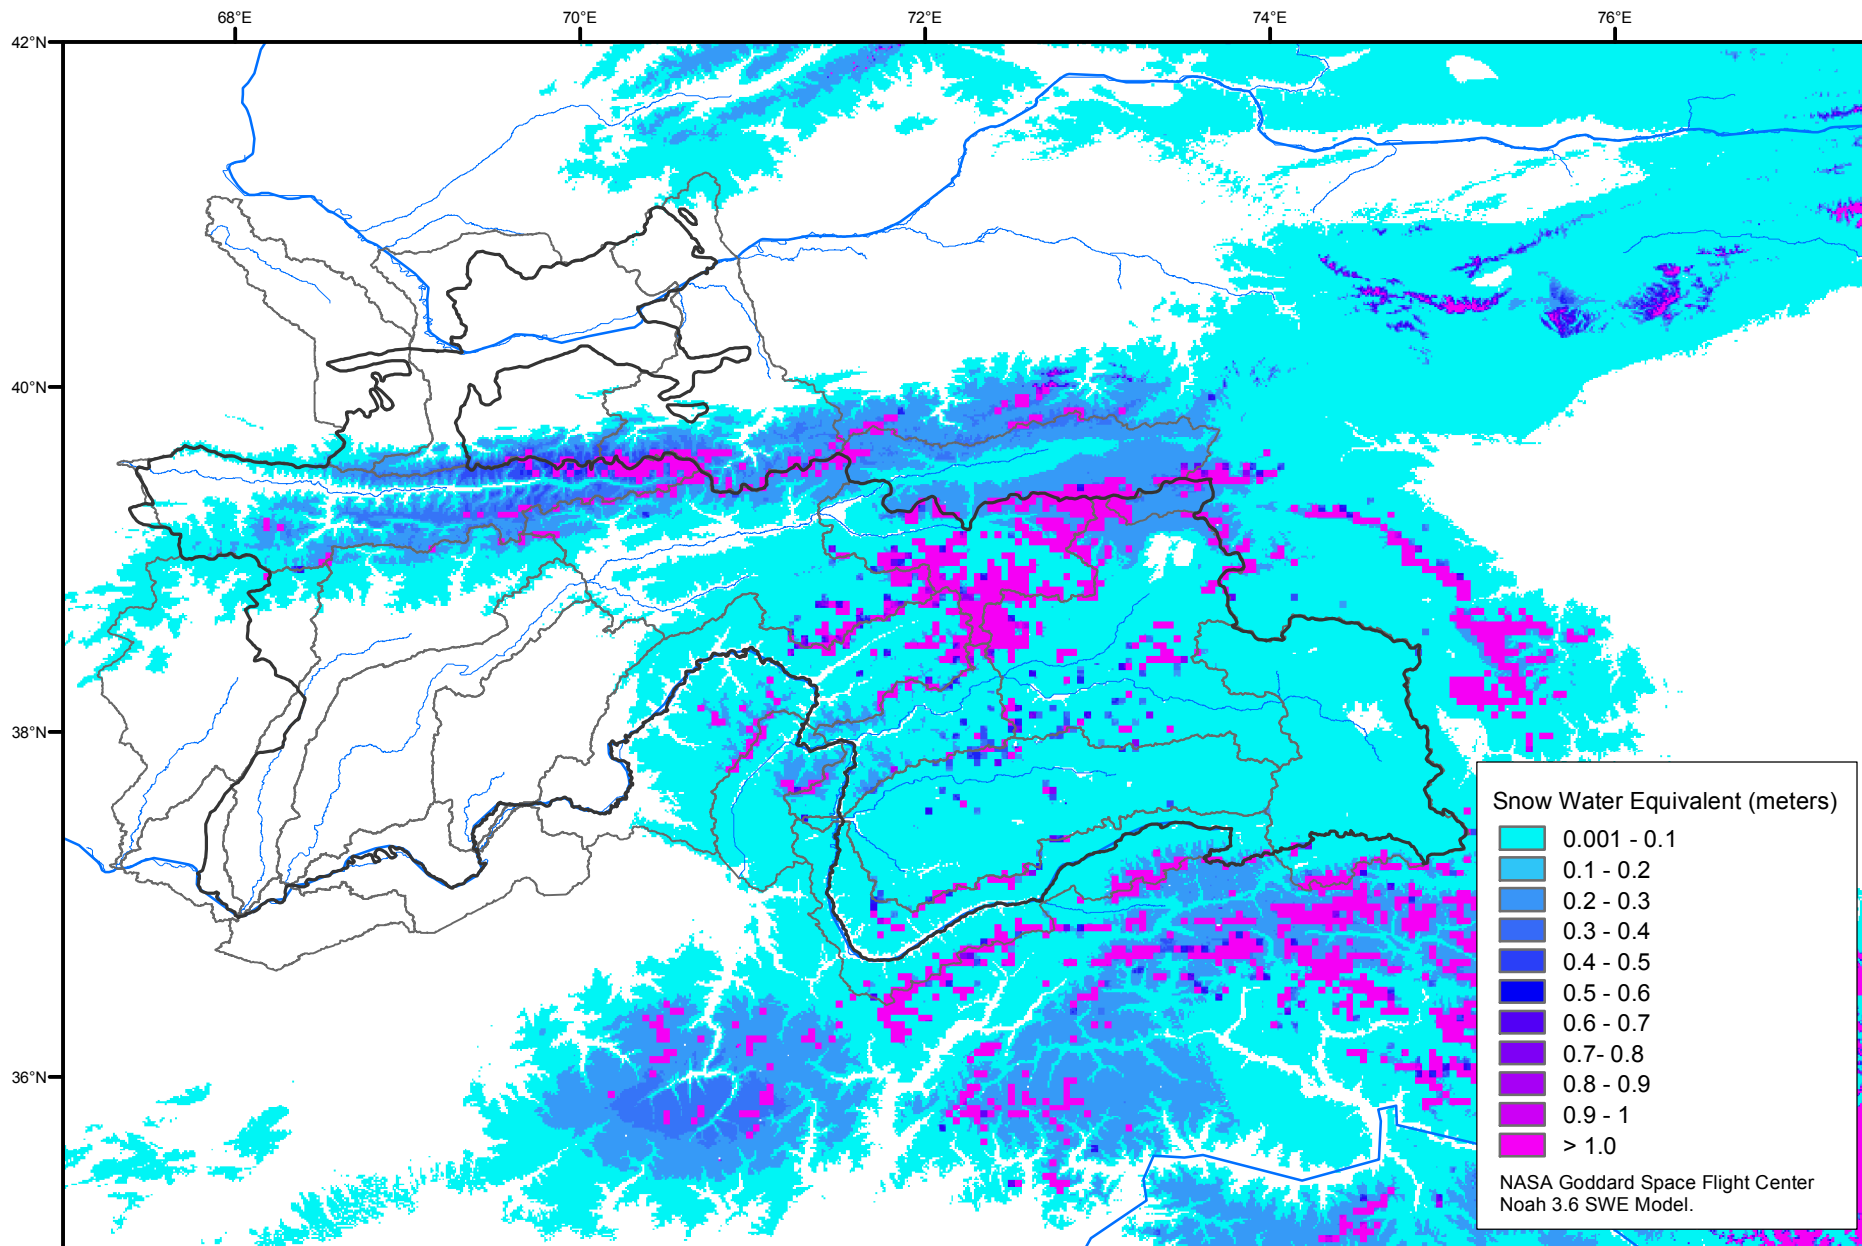 68°E
70°E
72°E
74°E
76°E
42°N
40°N
38°N
36°N
Snow Water Equivalent (meters)
0.001 - 0.1
0.1 - 0.2
0.2 - 0.3
0.3 - 0.4
0.4 - 0.5
0.5 - 0.6
0.6 - 0.7
0.7- 0.8
0.8 - 0.9
0.9 - 1
> 1.0
NASA Goddard Space Flight Center
Noah 3.6 SWE Model.